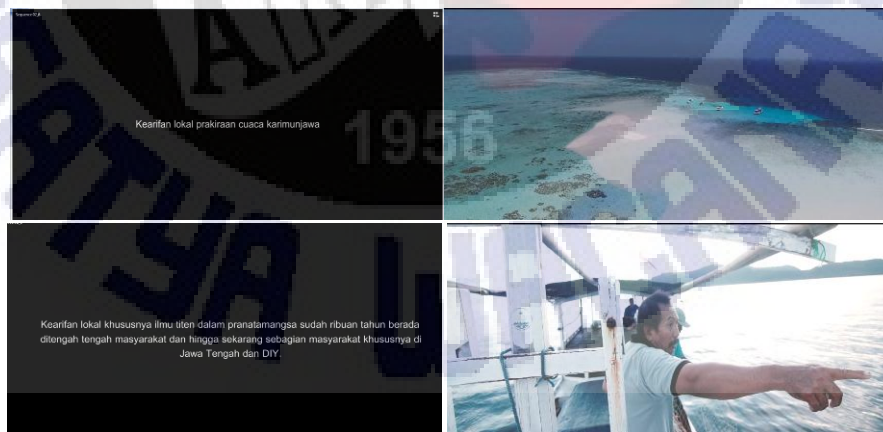 Kearifan lokal prakiraan cuaca karimunjawa
1956
Kearifan lokal khususnya ilmu titen dalam pranatamangsa sudah ribuan tahun berada
ditengah tengah masyarakat dan hingga sekarang sebagian masyarakat khususnya di
Jawa Tengah dan DIY.